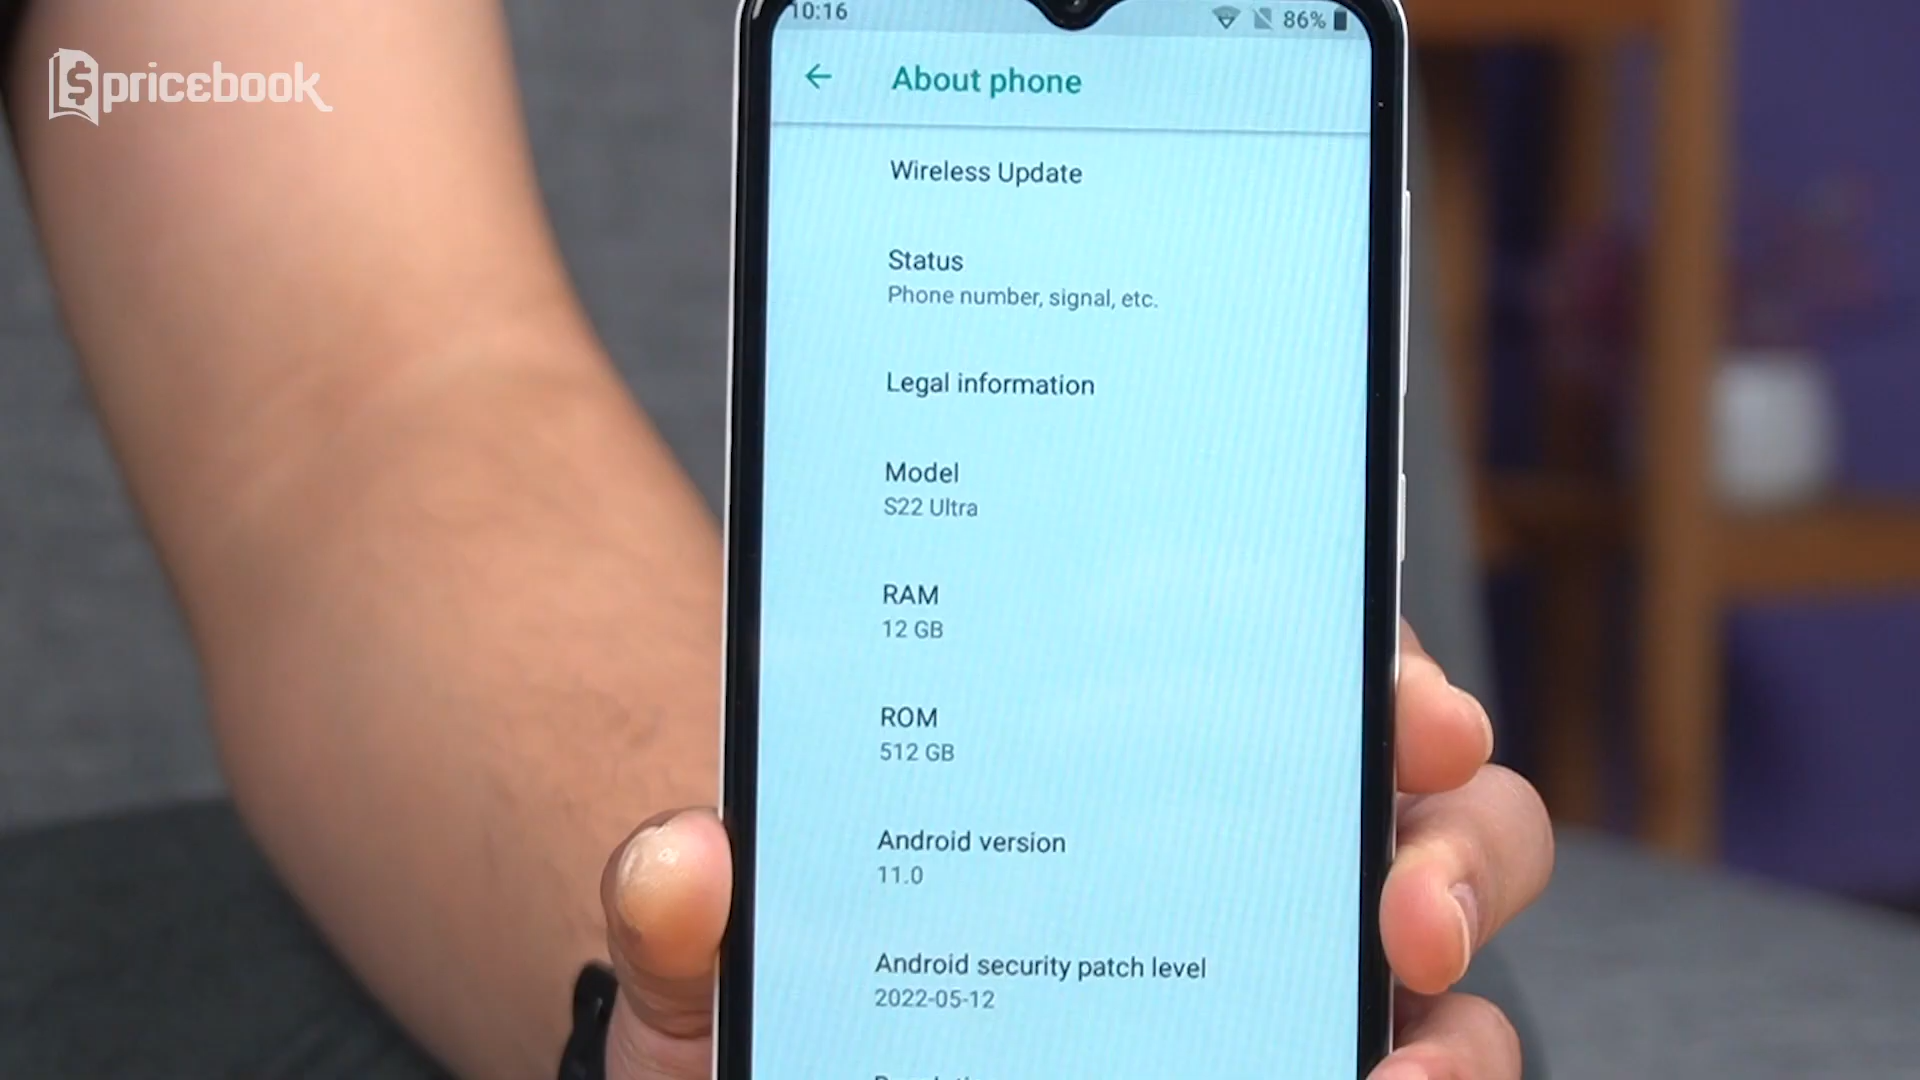 pricebook
10:16
86%
About phone
Wireless Update
Status
Phone number, signal, etc.
Legal information
Model
S22 Ultra
RAM
12 GB
ROM
512 GB
Android version
11.0
Android security patch level
2022-05-12